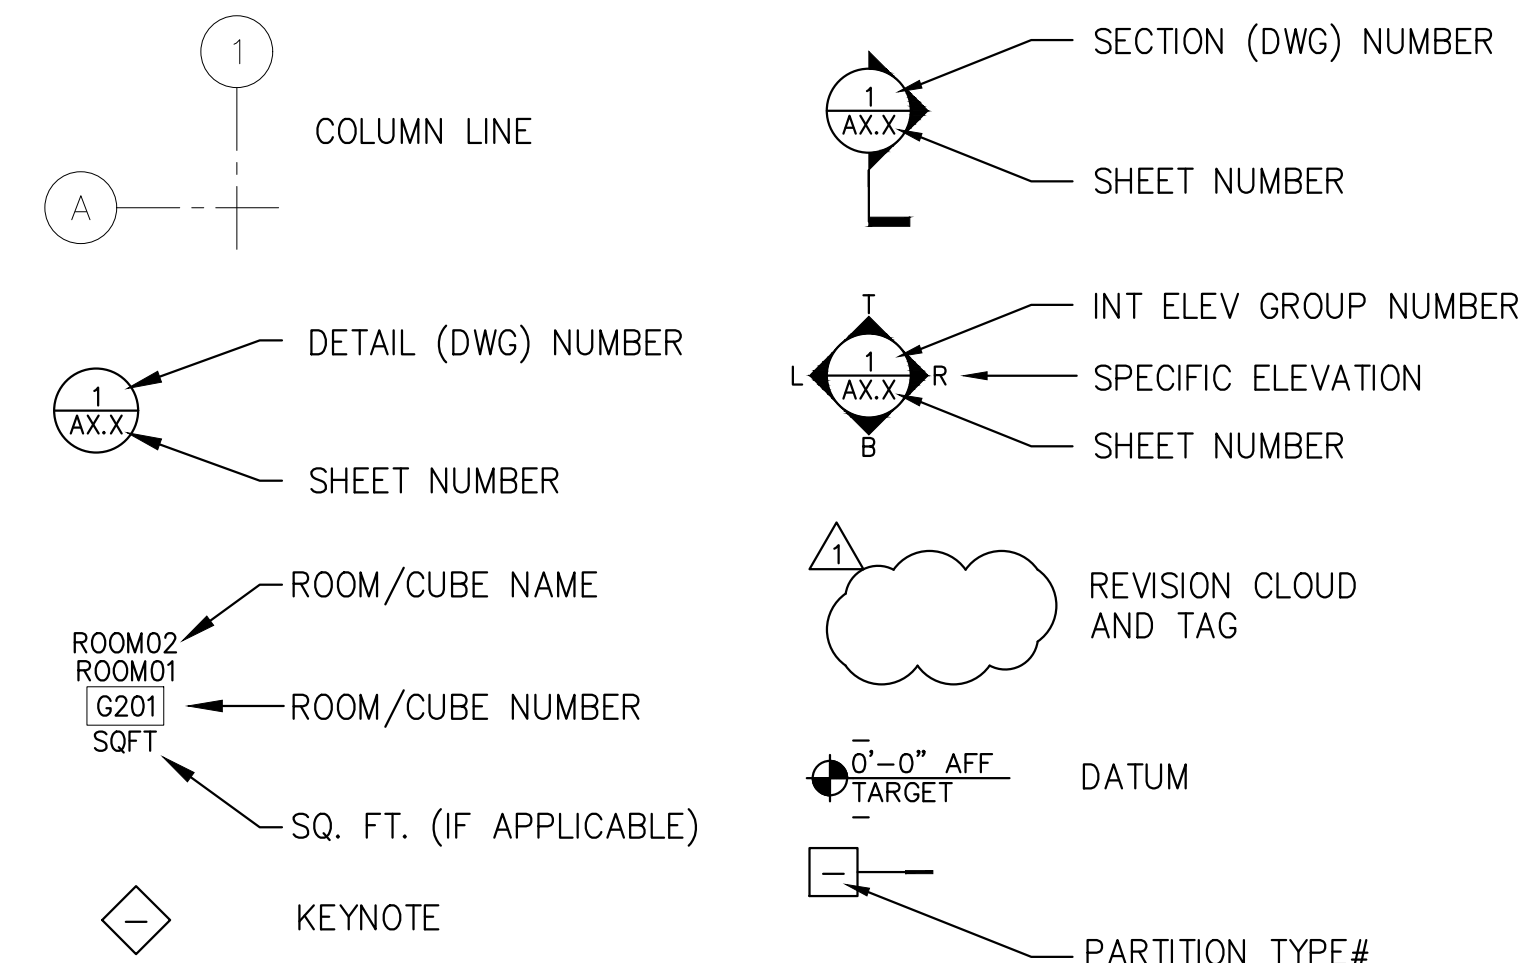 1
COLUMN LINE
A
DETAIL (DWG) NUMBER
1
AX.X
SHEET NUMBER
ROOM/CUBE NAME
ROOM02
ROOM01
G201
ROOM/CUBE NUMBER
SQFT
SQ. FT. (IF APPLICABLE)
–
KEYNOTE
SECTION (DWG) NUMBER
1
AX.X
SHEET NUMBER
T
INT ELEV GROUP NUMBER
1
L
R
SPECIFIC ELEVATION
AX.X
SHEET NUMBER
B
1
REVISION CLOUD
AND TAG
–
0'–0" AFF
DATUM
TARGET
–
–
PARTITION TYPE#